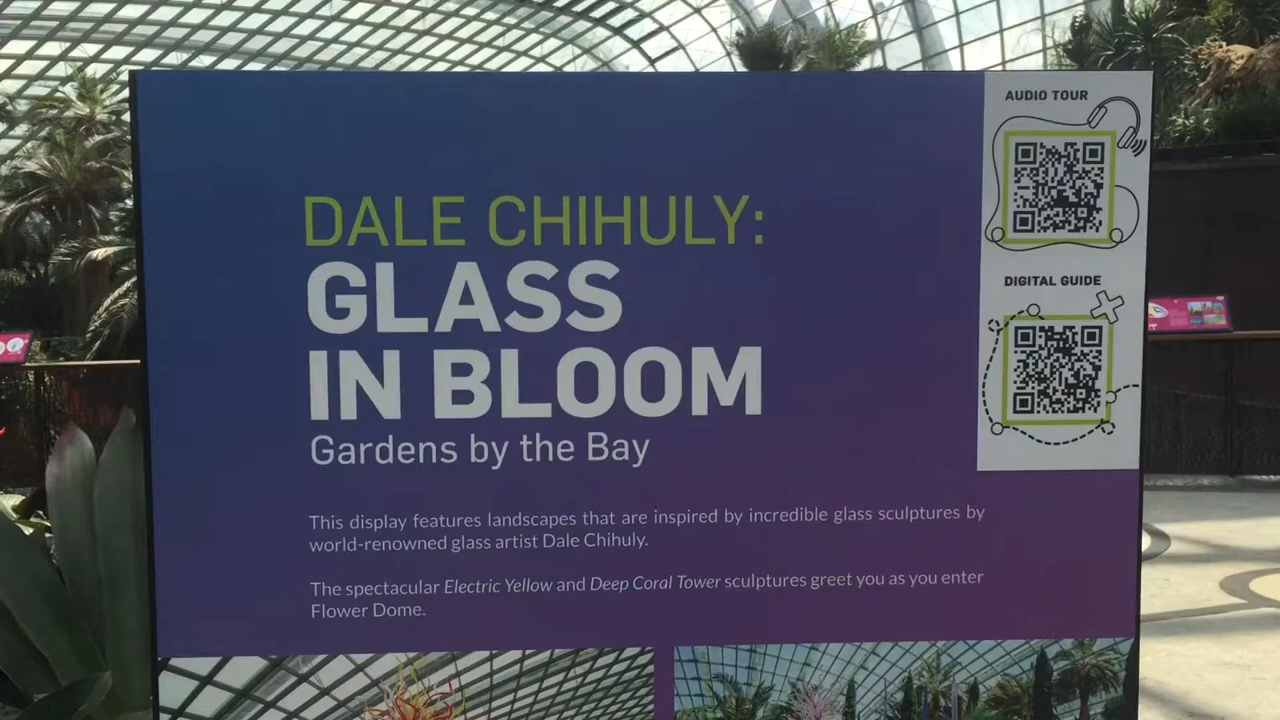 DALE CHIHULY:
GLASS
IN BLOOM
Gardens by the Bay
This display features landscapes that are inspired by incredible glass sculptures by
world-renowned glass artist Dale Chihuly.
The spectacular Electric Yellow and Deep Coral Tower sculptures greet you as you enter
Flower Dome.
AUDIO TOUR
DIGITAL GUIDE